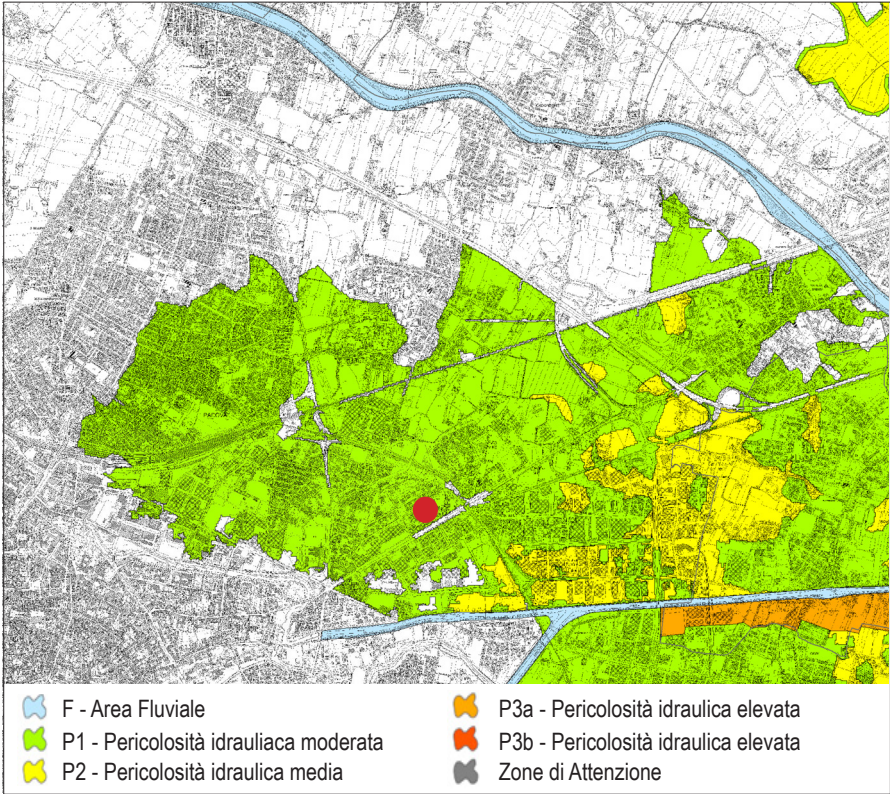 PADOVA
F - Area Fluviale
P1 - Pericolosità idrauliaca moderata
P2 - Pericolosità idraulica media
P3a - Pericolosità idraulica elevata
P3b - Pericolosità idraulica elevata
Zone di Attenzione